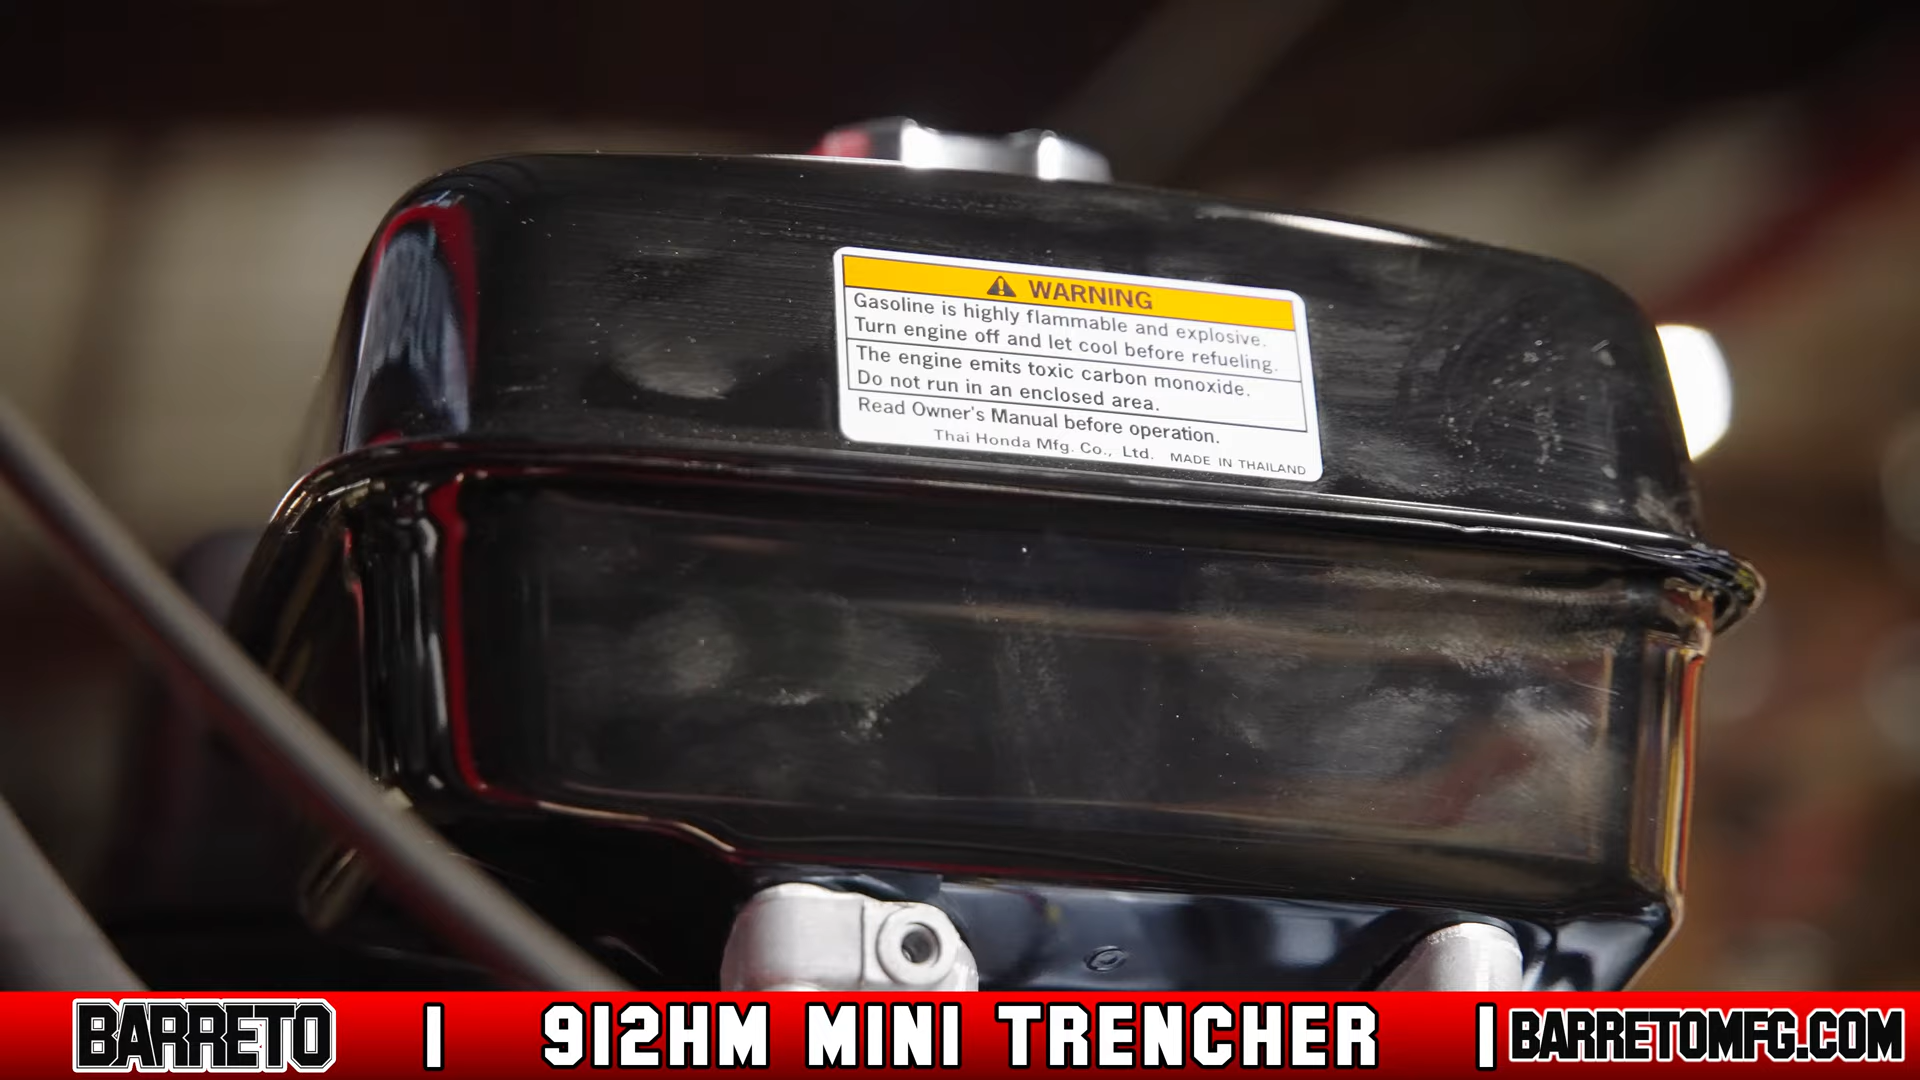 WARNING
Gasoline is highly flammable and explosive.
Turn engine off and let cool before refueling.
The engine emits toxic carbon monoxide.
Do not run in an enclosed area.
Read Owner's Manual before operation.
Thai Honda Mfg. Co., Ltd. MADE IN THAILAND
C
BARRETO | 912HM MINI TRENCHER | BARRETOMFG.COM